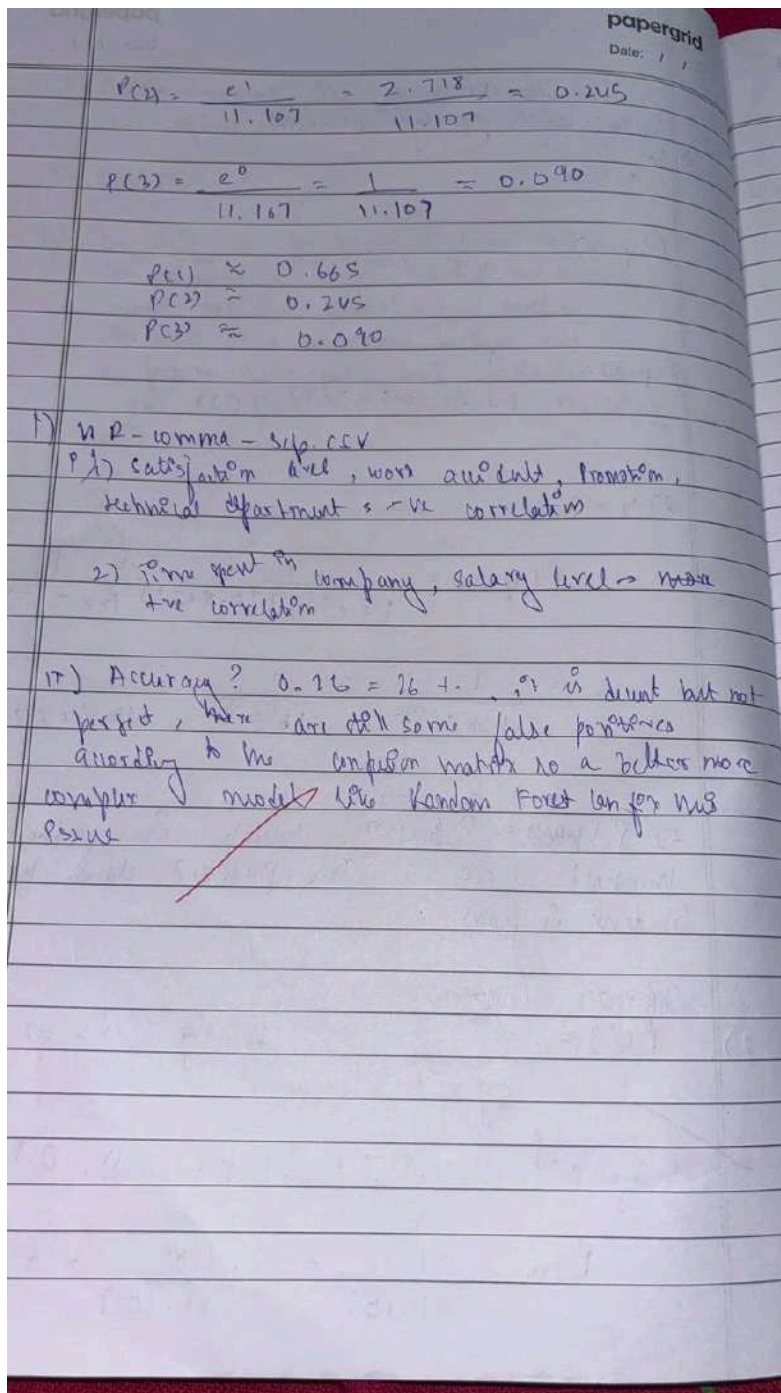 papergrid
Date: / /
P(2) = e^1 / 11.107 = 2.718 / 11.107 ≈ 0.245
P(3) = e^0 / 11.107 = 1 / 11.107 ≈ 0.090
P(1) ≈ 0.665
P(2) ≈ 0.245
P(3) ≈ 0.090
1) HR-comma-sep.csv
1) satisfaction level, work accident, Promotion,
technical department : -ve correlation
2) Time spent in company, salary level →
+ve correlation
Accuracy? 0.76 = 76 %. it is decent but not
perfect, there are still some false positives
according to the confusion matrix so a better more
complex model like Random Forest can fix this
issue